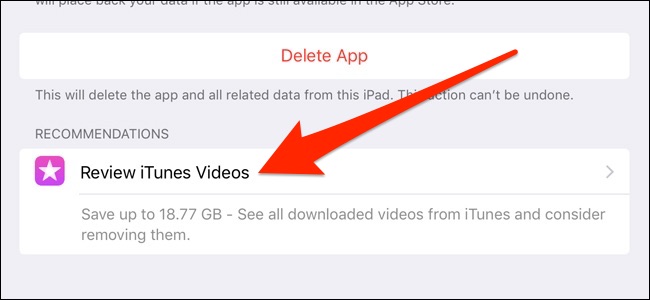 will place back your data if the app is still available in the App Store.
Delete App
This will delete the app and all related data from this iPad. This action can't be undone.
RECOMMENDATIONS
Review iTunes Videos
Save up to 18.77 GB - See all downloaded videos from iTunes and consider
removing them.